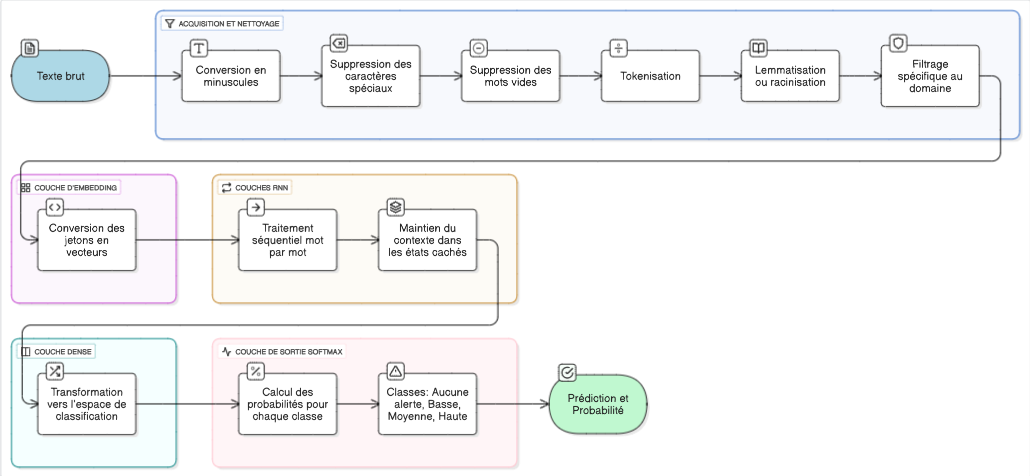 ACQUISITION ET NETTOYAGE
Texte brut
Conversion en
minuscules
Suppression des
caractères
spéciaux
Suppression des
mots vides
Tokenisation
Lemmatisation
ou racinisation
Filtrage
spécifique au
domaine
COUCHE D'EMBEDDING
Conversion des
jetons en
vecteurs
COUCHES RNN
Traitement
séquentiel mot
par mot
Maintien du
contexte dans
les états cachés
COUCHE DENSE
Transformation
vers l'espace de
classification
COUCHE DE SORTIE SOFTMAX
Calcul des
probabilités pour
chaque classe
Classes: Aucune
alerte, Basse,
Moyenne, Haute
Prédiction et
Probabilité